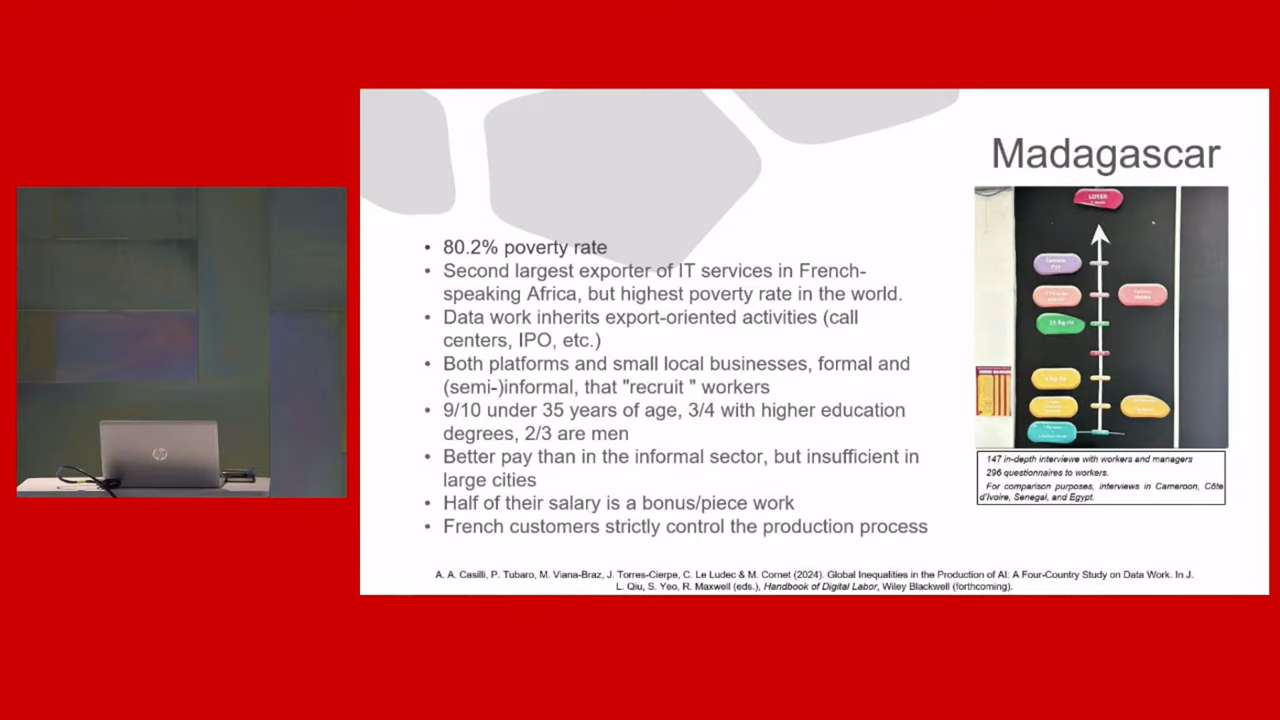 Madagascar
• 80.2% poverty rate
• Second largest exporter of IT services in French-
speaking Africa, but highest poverty rate in the world.
• Data work inherits export-oriented activities (call
centers, IPO, etc.)
• Both platforms and small local businesses, formal and
(semi-)informal, that "recruit " workers
• 9/10 under 35 years of age, 3/4 with higher education
degrees, 2/3 are men
• Better pay than in the informal sector, but insufficient in
large cities
• Half of their salary is a bonus/piece work
• French customers strictly control the production process
LOYER
147 in-depth interviewe with workers and managers
296 questionnaires to workers.
For comparison purposes, interviews in Cameroon, Côte
d'Ivoire, Senegal, and Egypt.
A. A. Casilli, P. Tubaro, M. Viana-Braz, J. Torres-Cierpe, C. Le Ludec & M. Cornet (2024). Global Inequalities in the Production of AI: A Four-Country Study on Data Work. In J.
L. Qiu, S. Yeo, R. Maxwell (eds.), Handbook of Digital Labor, Wiley Blackwell (forthcoming).
hp